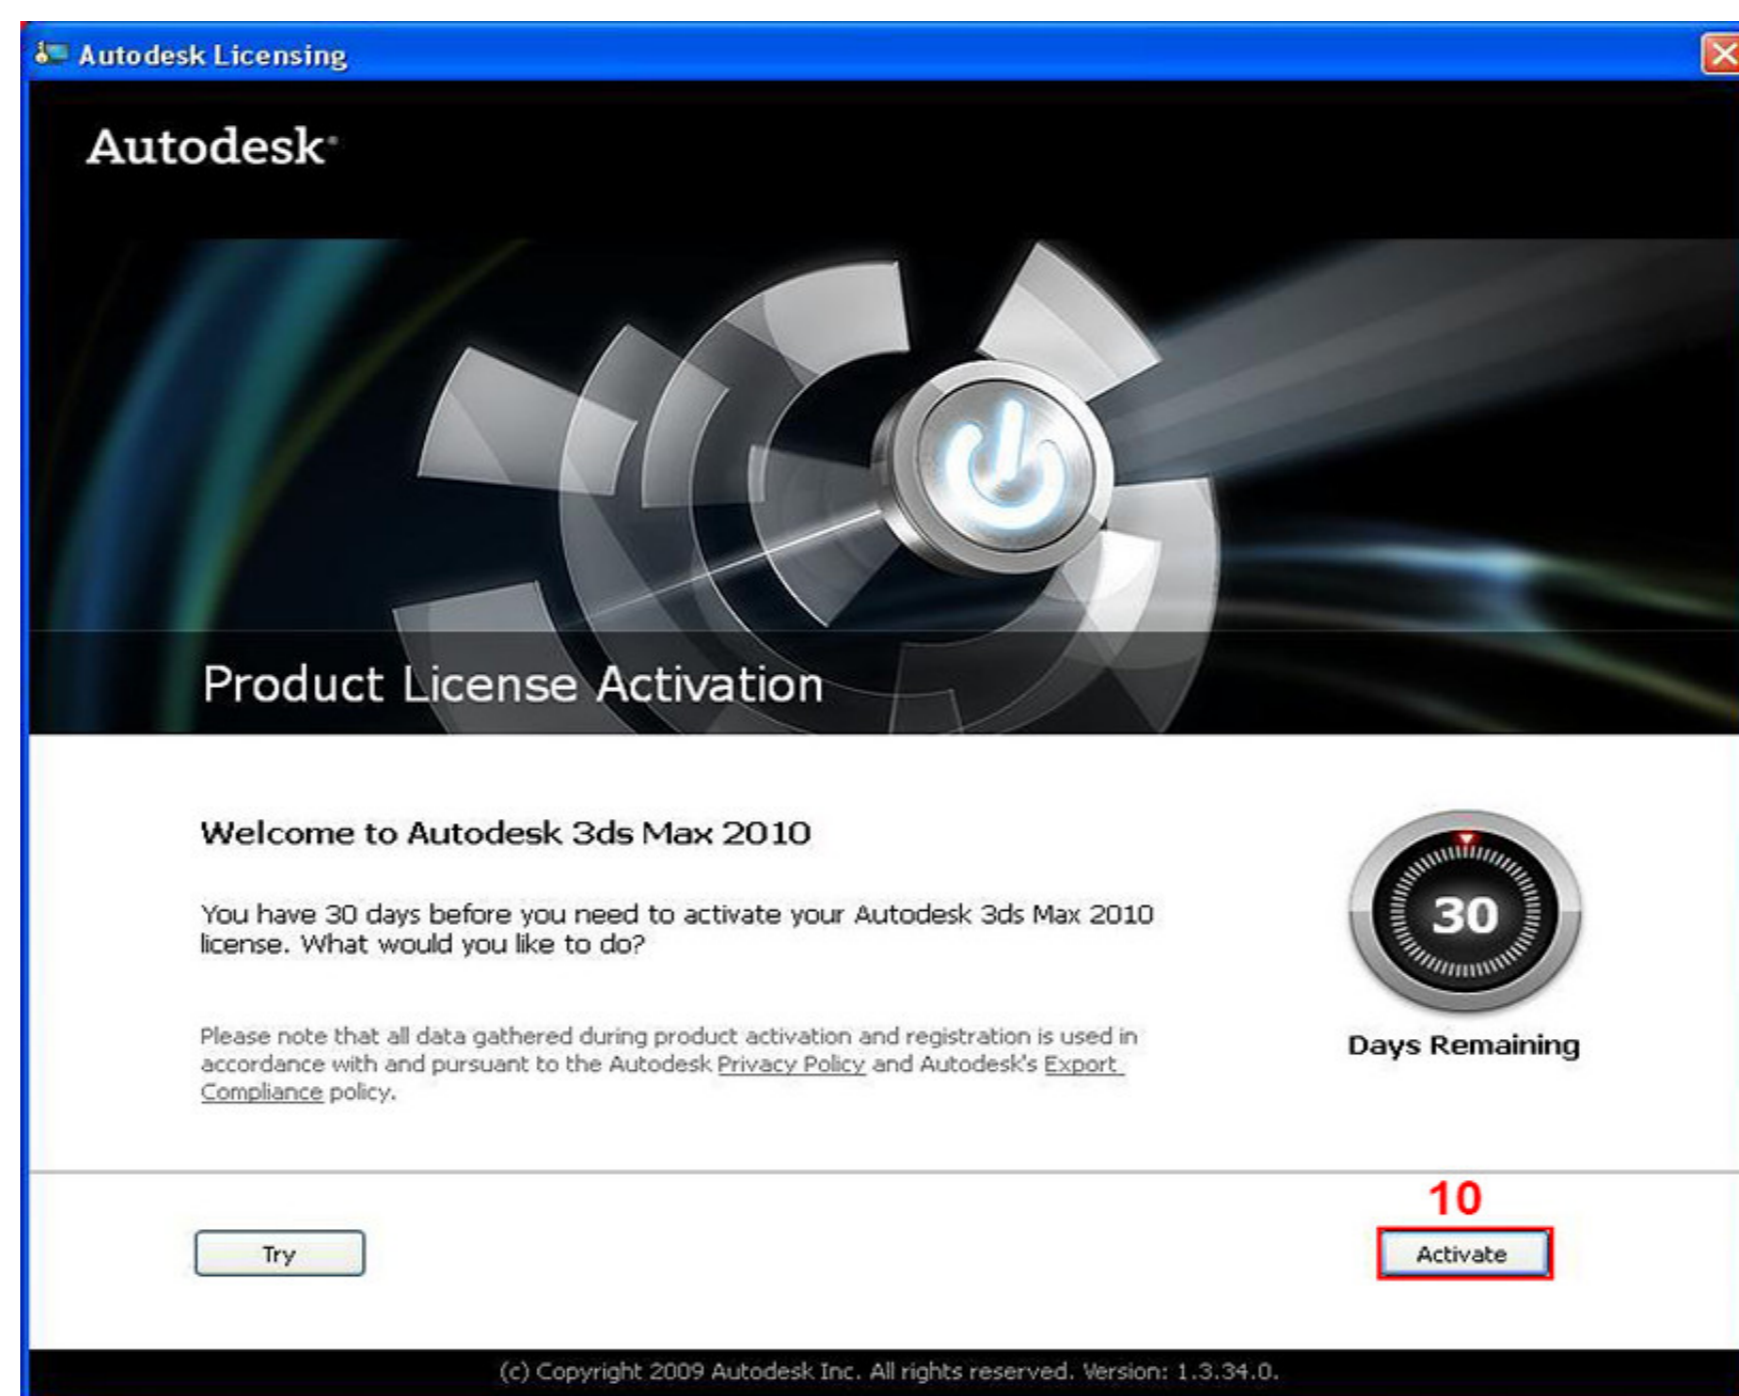 Autodesk Licensing
Autodesk®
Product License Activation
Welcome to Autodesk 3ds Max 2010
You have 30 days before you need to activate your Autodesk 3ds Max 2010
license. What would you like to do?
30
Days Remaining
Please note that all data gathered during product activation and registration is used in
accordance with and pursuant to the Autodesk Privacy Policy and Autodesk's Export
Compliance policy.
10
Try
Activate
(c) Copyright 2009 Autodesk Inc. All rights reserved. Version: 1.3.34.0.